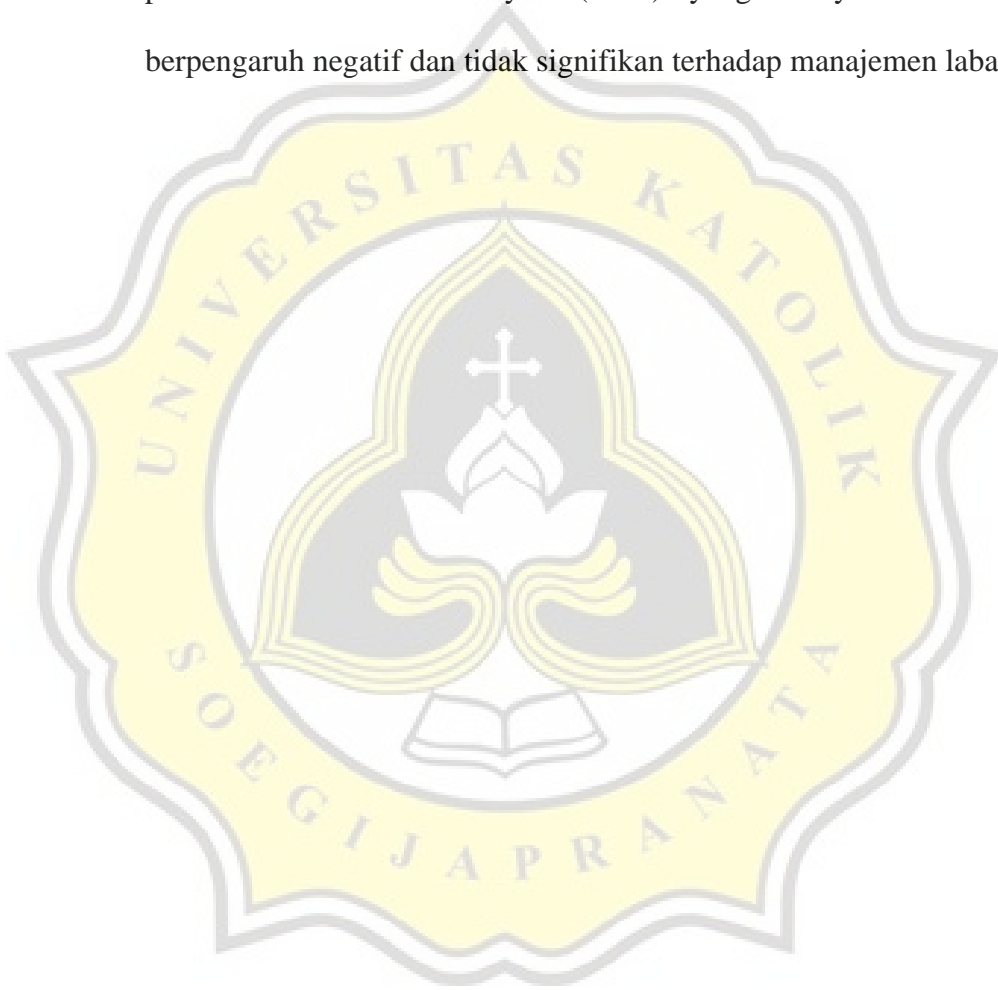 berpengaruh negatif dan tidak signifikan terhadap manajemen laba
UNIVERSITAS KATOLIK
SOEGIJAPRANATA